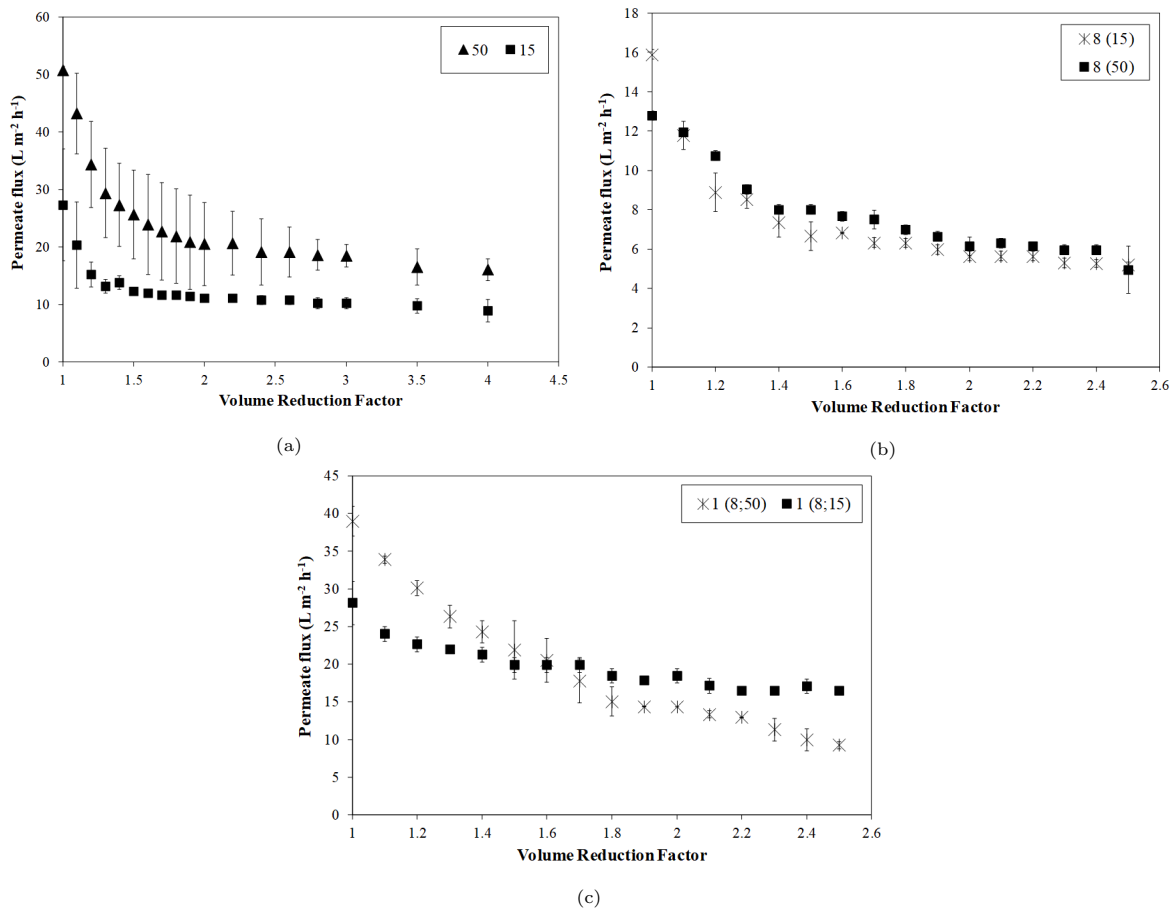 60
50
40
30
20
10
0
Permeate flux (L m⁻² h⁻¹)
50 15
1 1.5 2 2.5 3 3.5 4 4.5
Volume Reduction Factor
(a)
18
16
14
12
10
8
6
4
2
0
Permeate flux (L m⁻² h⁻¹)
8 (15)
8 (50)
1 1.2 1.4 1.6 1.8 2 2.2 2.4 2.6
Volume Reduction Factor
(b)
45
40
35
30
25
20
15
10
5
0
Permeate flux (L m⁻² h⁻¹)
1 (8;50) 1 (8;15)
1 1.2 1.4 1.6 1.8 2 2.2 2.4 2.6
Volume Reduction Factor
(c)